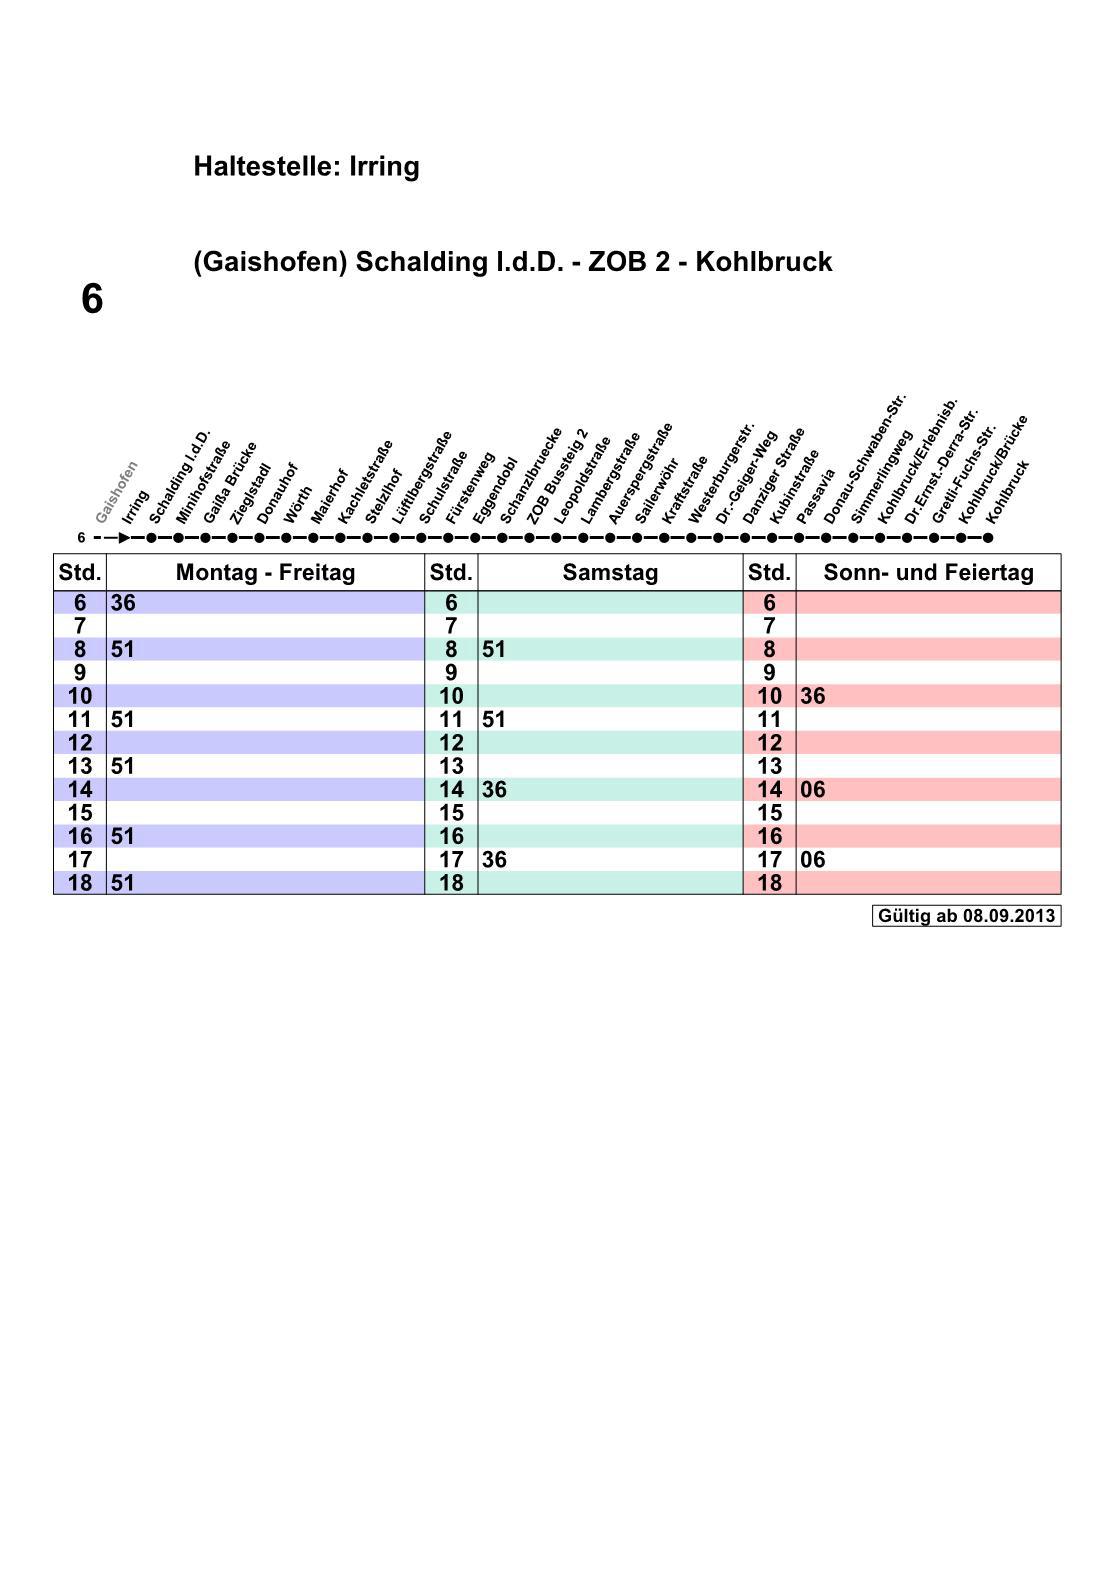 Haltestelle: Irring
(Gaishofen) Schalding l.d.D. - ZOB 2 - Kohlbruck
6
Gaishofen
Irring
Schalding l.d.D.
Minihofstraße
Gaißa Brücke
Zieglstadl
Donauhof
Wörth
Maierhof
Kachletstraße
Stelzlhof
Lüftlbergstraße
Schulstraße
Fürstenweg
Eggendobl
Schanzlbruecke
ZOB Bussteig 2
Leopoldstraße
Lambergstraße
Auerspergstraße
Sailerwöhr
Kraftstraße
Westerburgerstr.
Dr.-Geiger-Weg
Danziger Straße
Kubinstraße
Passavia
Donau-Schwaben-Str.
Simmerlingweg
Kohlbruck/Erlebnisb.
Dr.Ernst.-Derra-Str.
Gretli-Fuchs-Str.
Kohlbruck/Brücke
Kohlbruck
6
Std. Montag - Freitag Std. Samstag Std. Sonn- und Feiertag
6 36 6 6
7 7 7
8 51 8 51 8
9 9 9
10 10 10 36
11 51 11 51 11
12 12 12
13 51 13 13
14 14 36 14 06
15 15 15
16 51 16 16
17 17 36 17 06
18 51 18 18
Gültig ab 08.09.2013